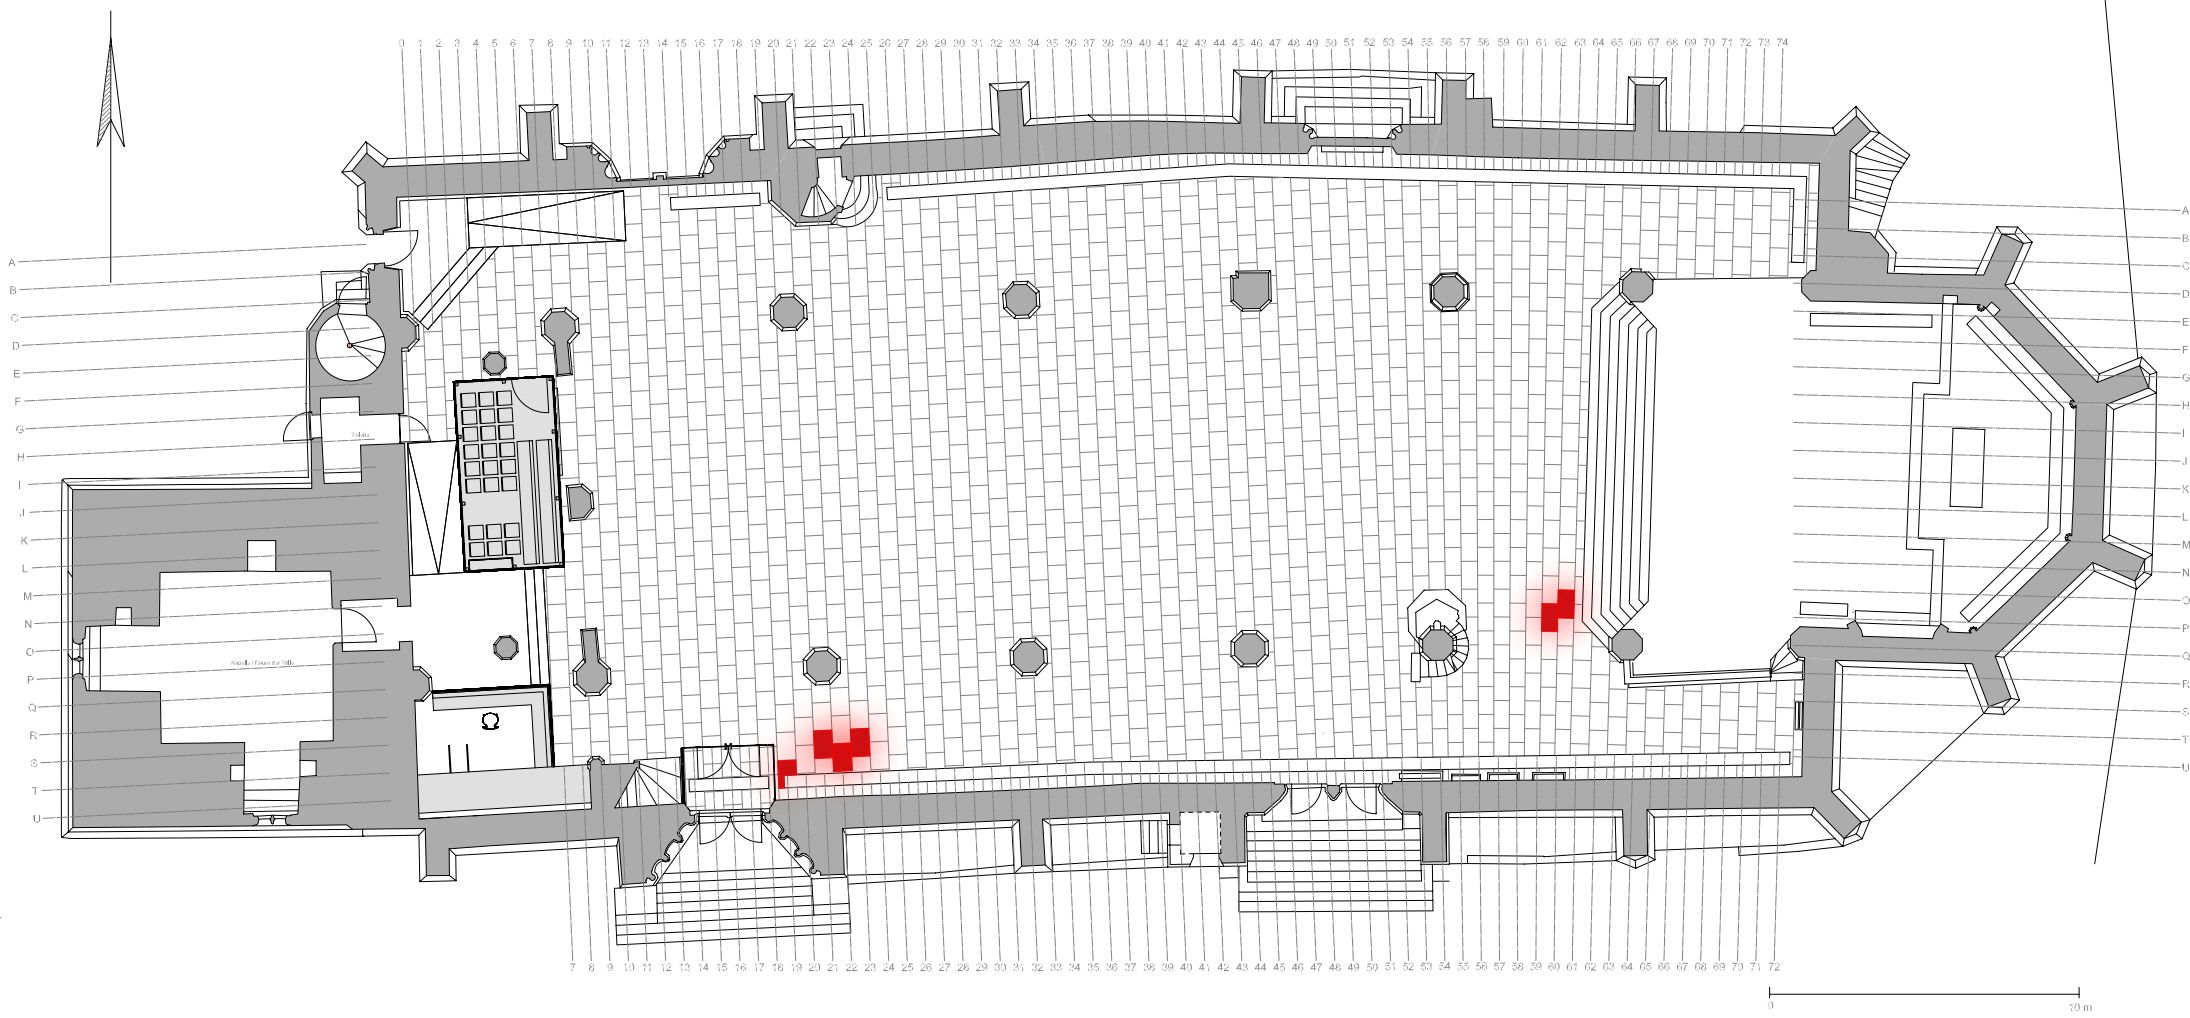 0 1 2 3 4 5 6 7 8 9 10 11 12 13 14 15 16 17 18 19 20 21 22 23 24 25 26 27 28 29 30 31 32 33 34 35 36 37 38 39 40 41 42 43 44 45 46 47 48 49 50 51 52 53 54 55 56 57 58 59 60 61 62 63 64 65 66 67 68 69 70 71 72 73 74
A
B
C
D
E
F
G
H
I
J
K
L
M
N
O
P
Q
R
S
T
U
Kapelle / Raum der Stille
A
B
C
D
E
F
G
H
I
J
K
L
M
N
O
P
Q
R
S
T
U
7 8 9 10 11 12 13 14 15 16 17 18 19 20 21 22 23 24 25 26 27 28 29 30 31 32 33 34 35 36 37 38 39 40 41 42 43 44 45 46 47 48 49 50 51 52 53 54 55 56 57 58 59 60 61 62 63 64 65 66 67 68 69 70 71 72
0 10 m